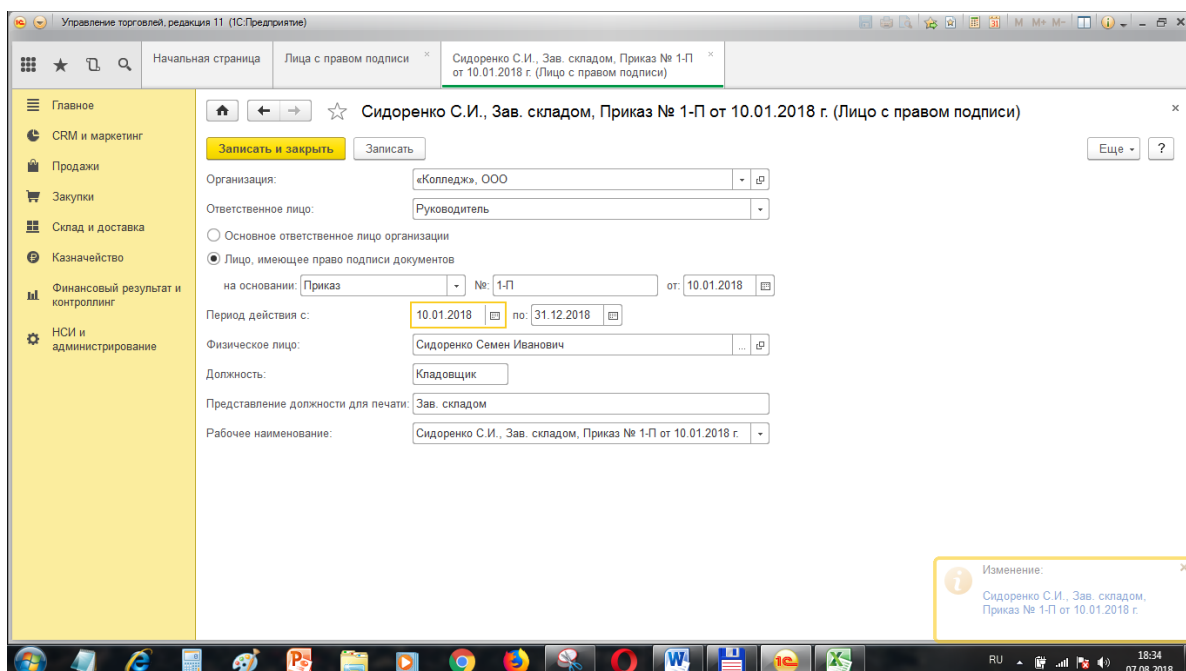 Управление торговлей, редакция 11 (1С:Предприятие)
M M+ M-
Начальная страница
Лица с правом подписи
Сидоренко С.И., Зав. складом, Приказ № 1-П
от 10.01.2018 г. (Лицо с правом подписи)
Главное
CRM и маркетинг
Продажи
Закупки
Склад и доставка
Казначейство
Финансовый результат и
контроллинг
НСИ и
администрирование
Сидоренко С.И., Зав. складом, Приказ № 1-П от 10.01.2018 г. (Лицо с правом подписи)
Записать и закрыть Записать Еще ?
Организация: «Колледж», ООО
Ответственное лицо: Руководитель
Основное ответственное лицо организации
Лицо, имеющее право подписи документов
на основании: Приказ №: 1-П от: 10.01.2018
Период действия с: 10.01.2018 по: 31.12.2018
Физическое лицо: Сидоренко Семен Иванович ...
Должность: Кладовщик
Представление должности для печати: Зав. складом
Рабочее наименование: Сидоренко С.И., Зав. складом, Приказ № 1-П от 10.01.2018 г.
Изменение:
Сидоренко С.И., Зав. складом,
Приказ № 1-П от 10.01.2018 г.
RU
18:34
07.08.2018